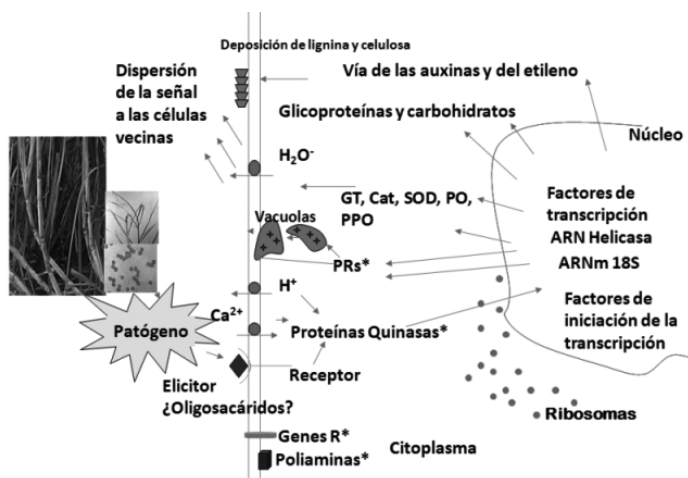 Deposición de lignina y celulosa
Dispersión
de la señal
a las células
vecinas
Vía de las auxinas y del etileno
Glicoproteínas y carbohidratos
Núcleo
H₂O⁻
GT, Cat, SOD, PO,
PPO
Factores de
transcripción
ARN Helicasa
ARNm 18S
Vacuolas
PRs*
H⁺
Ca²⁺
Patógeno
Proteínas Quinasas*
Factores de
iniciación de la
transcripción
Elicitor
¿Oligosacáridos?
Receptor
Ribosomas
Genes R*
Citoplasma
Poliaminas*